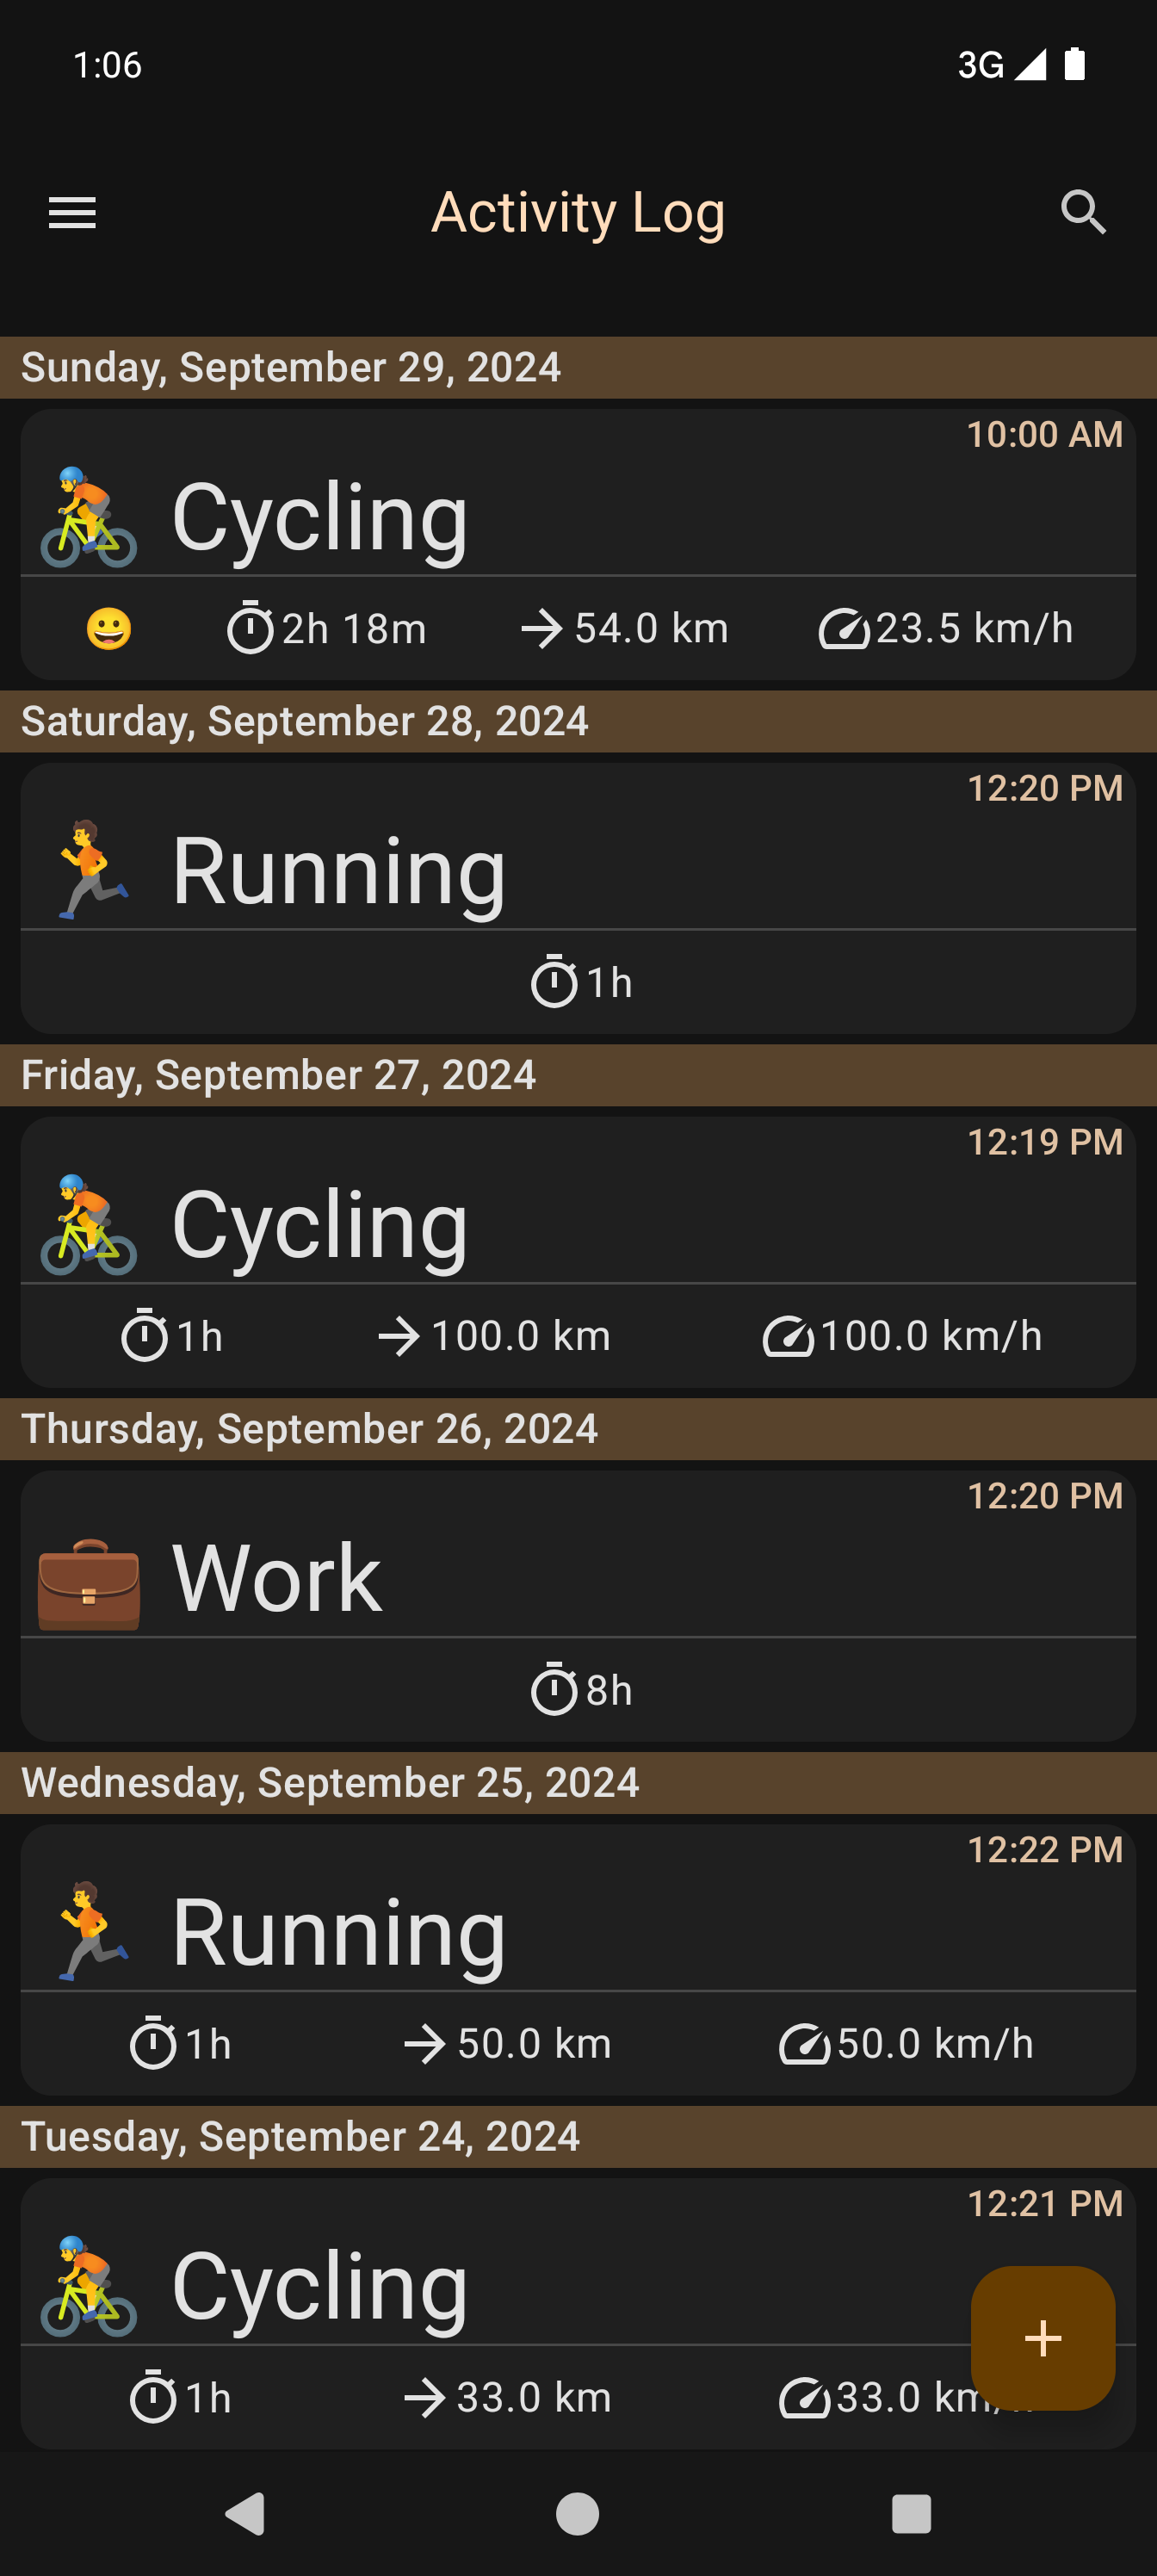 1:06
3G
Activity Log
Sunday, September 29, 2024
10:00 AM
Cycling
2h 18m
54.0 km
23.5 km/h
Saturday, September 28, 2024
12:20 PM
Running
1h
Friday, September 27, 2024
12:19 PM
Cycling
1h
100.0 km
100.0 km/h
Thursday, September 26, 2024
12:20 PM
Work
8h
Wednesday, September 25, 2024
12:22 PM
Running
1h
50.0 km
50.0 km/h
Tuesday, September 24, 2024
12:21 PM
Cycling
1h
33.0 km
33.0 km/